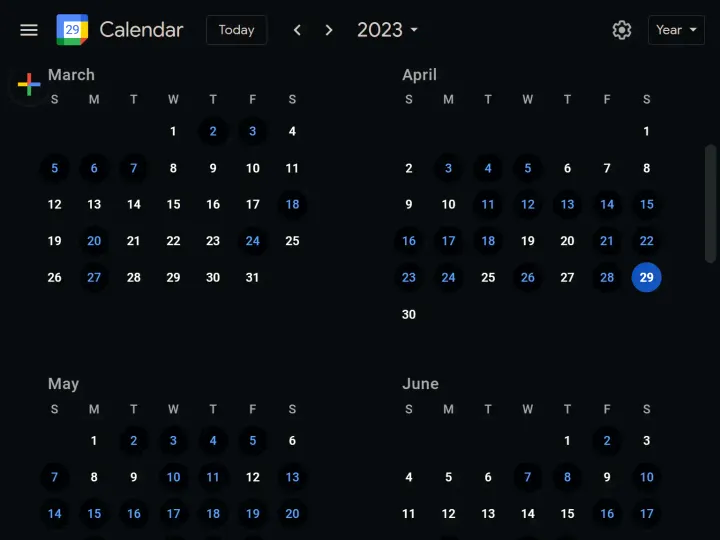 29 Calendar Today 2023 Year
March
S M T W T F S
1 2 3 4
5 6 7 8 9 10 11
12 13 14 15 16 17 18
19 20 21 22 23 24 25
26 27 28 29 30 31
April
S M T W T F S
1
2 3 4 5 6 7 8
9 10 11 12 13 14 15
16 17 18 19 20 21 22
23 24 25 26 27 28 29
30
May
S M T W T F S
1 2 3 4 5 6
7 8 9 10 11 12 13
14 15 16 17 18 19 20
June
S M T W T F S
1 2 3
4 5 6 7 8 9 10
11 12 13 14 15 16 17